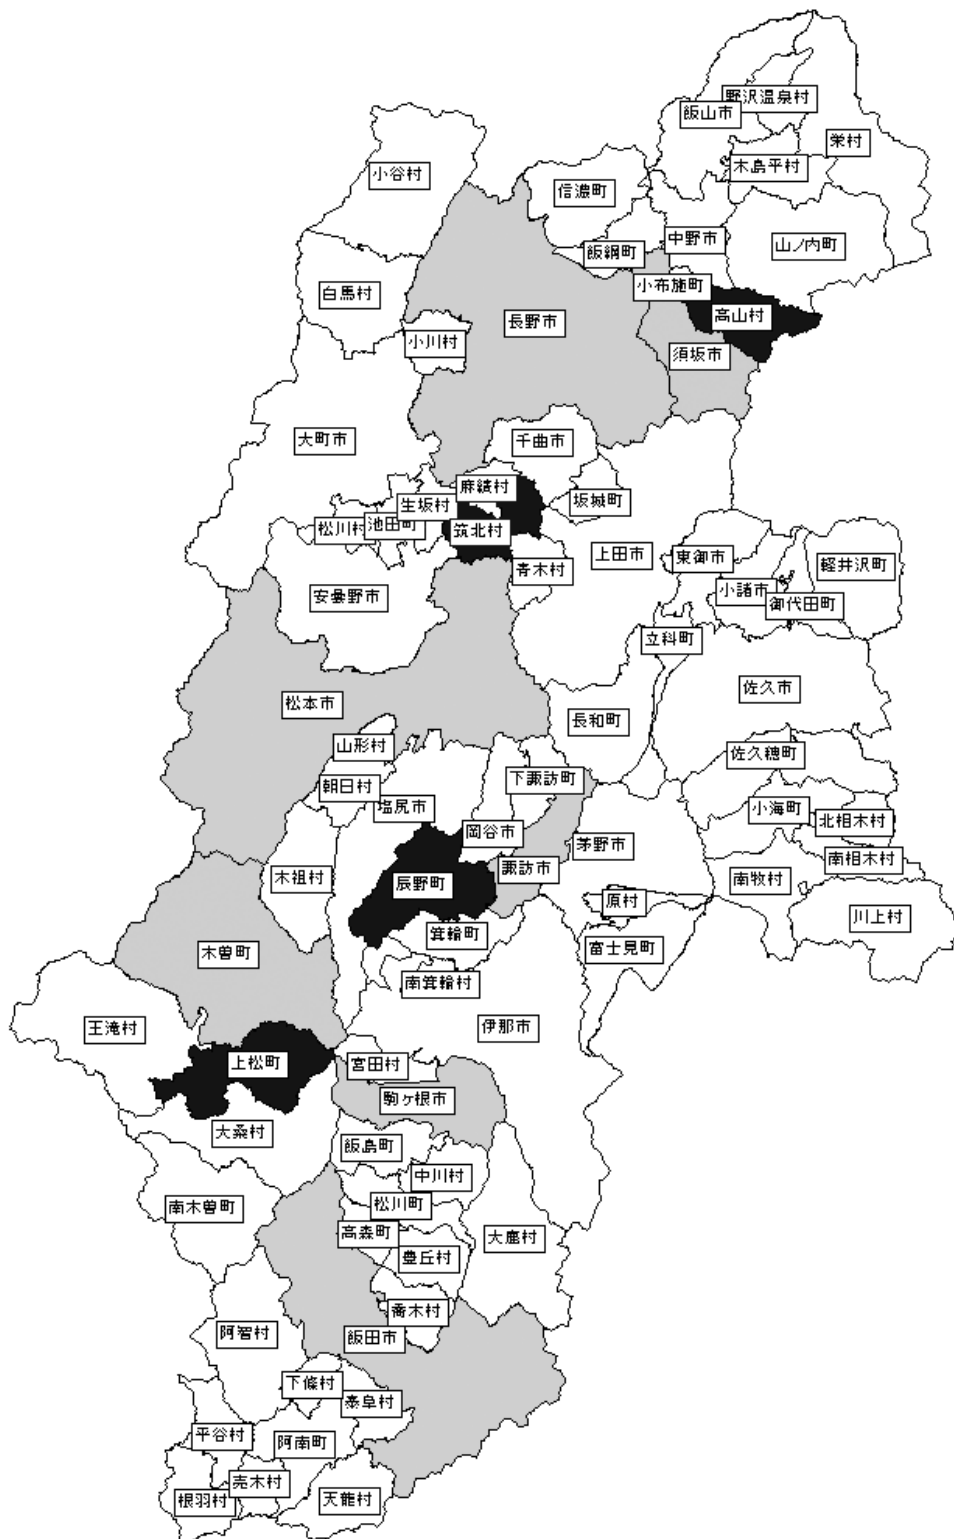 野沢温泉村
飯山市
栄村
木島平村
小谷村
信濃町
中野市
山ノ内町
飯綱町
小布施町
白馬村
高山村
長野市
小川村
須坂市
大町市
千曲市
麻績村
坂城町
生坂村
池田町
松川村
筑北村
上田市
東御市
軽井沢町
青木村
小諸市
安曇野市
御代田町
立科町
佐久市
松本市
長和町
山形村
佐久穂町
下諏訪町
朝日村
塩尻市
小海町
北相木村
岡谷市
茅野市
南相木村
諏訪市
木祖村
辰野町
南牧村
原村
川上村
箕輪町
木曽町
富士見町
南箕輪村
王滝村
伊那市
上松町
宮田村
駒ヶ根市
大桑村
飯島町
中川村
南木曽町
松川町
高森町
大鹿村
豊丘村
喬木村
阿智村
飯田市
下條村
泰阜村
平谷村
阿南町
売木村
根羽村
天龍村